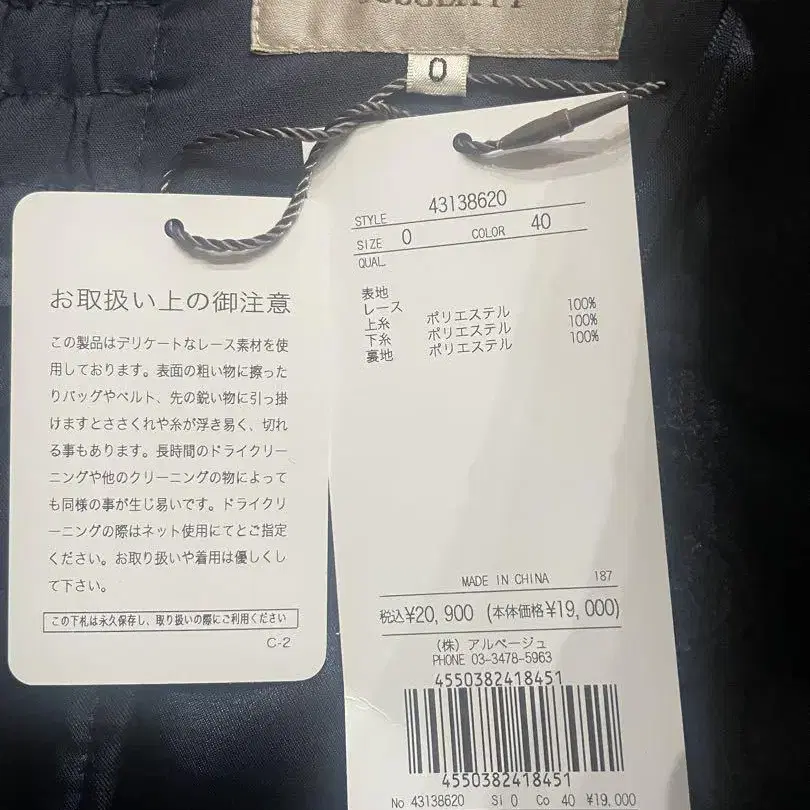 0
お取扱い上の御注意
この製品はデリケートなレース素材を使
用しております。表面の粗い物に擦った
りバッグやベルト、先の鋭い物に引っ掛
けますとささくれや糸が浮き易く、切れ
る事もあります。長時間のドライクリー
ニングや他のクリーニングの物によって
も同様の事が生じ易いです。ドライクリ
ーニングの際はネット使用にてとご指定
ください。お取り扱いや着用は優しくし
て下さい。
この下札は永久保存し、取り扱いの際にご利用ください
C-2
STYLE 43138620
SIZE 0 COLOR 40
QUAL
表地
レース
上糸 ポリエステル 100%
下糸 ポリエステル 100%
裏地 ポリエステル 100%
MADE IN CHINA 187
税込¥20,900 (本体価格¥19,000)
(株) アルページュ
PHONE 03-3478-5963
4550382418451
4550382418451
No 43138620 Si 0 Co 40 ¥19,000